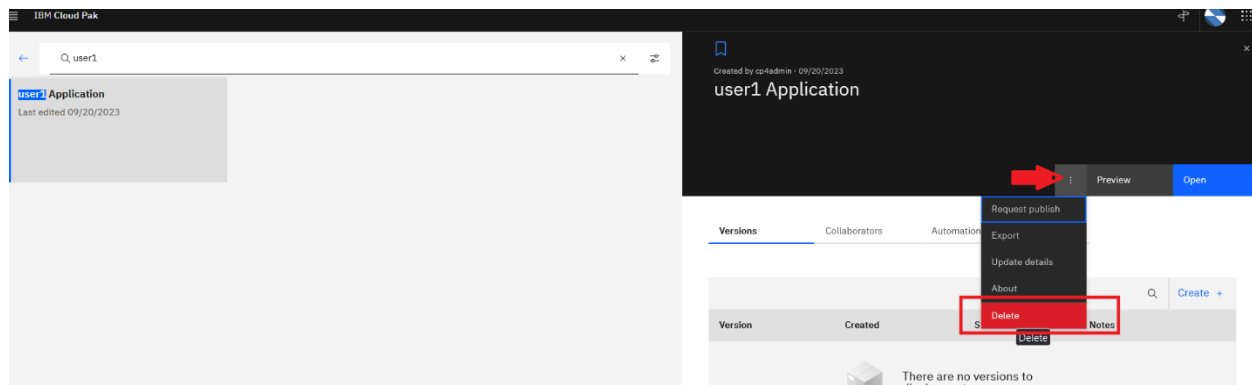 IBM Cloud Pak
user1
user1 Application
Last edited 09/20/2023
Created by cp4admin - 09/20/2023
user1 Application
Preview
Open
Request publish
Export
Update details
About
Delete
Delete
Versions
Collaborators
Automation
Create +
Version
Created
S
Notes
There are no versions to